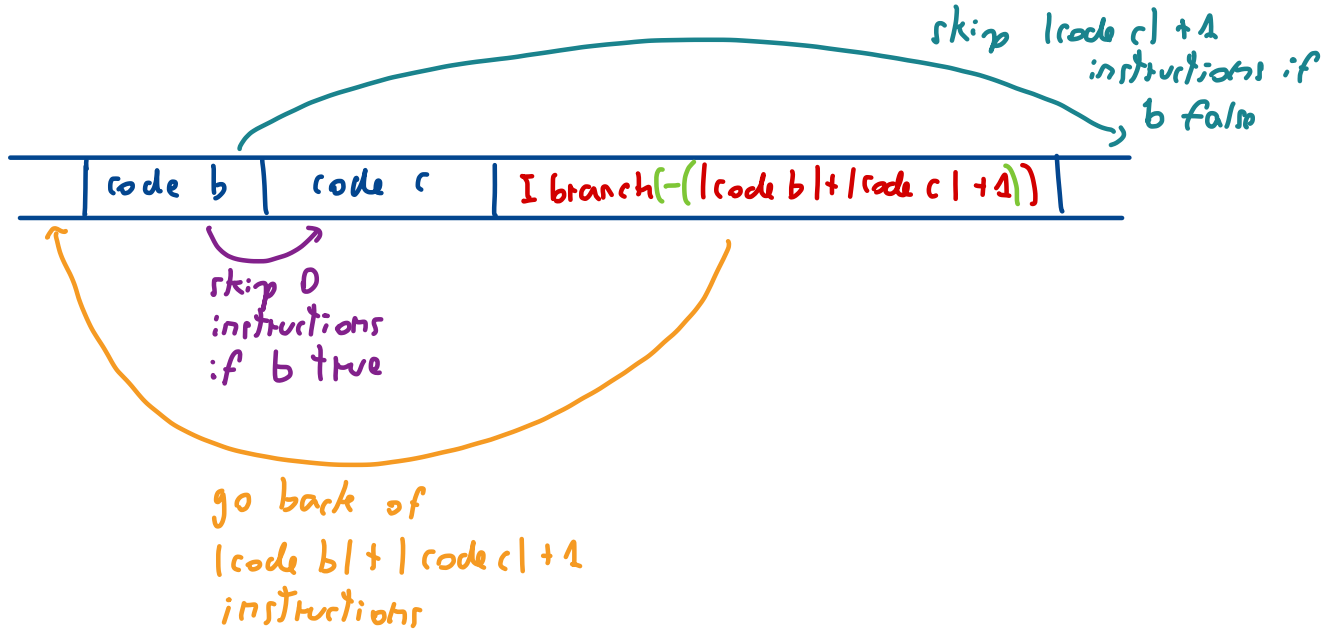 skip |code c| + 1
instructions if
b false
code b
code c
Ibranch(-(|code b|+|code c|+1))
skip 0
instructions
if b true
go back of
|code b| + |code c| + 1
instructions